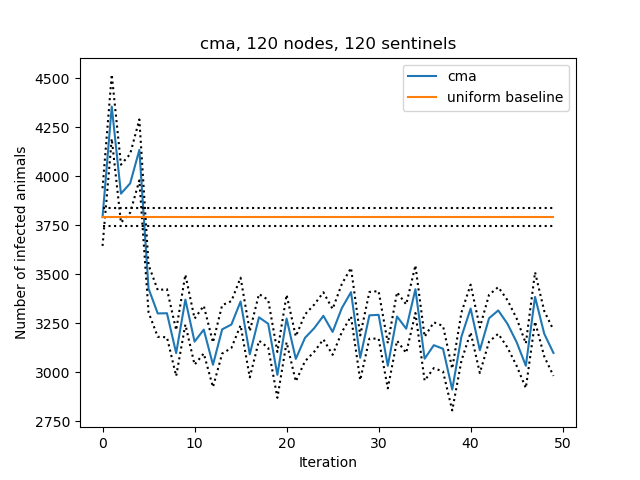 cma, 120 nodes, 120 sentinels
cma
uniform baseline
Number of infected animals
4500
4250
4000
3750
3500
3250
3000
2750
0 10 20 30 40 50
Iteration